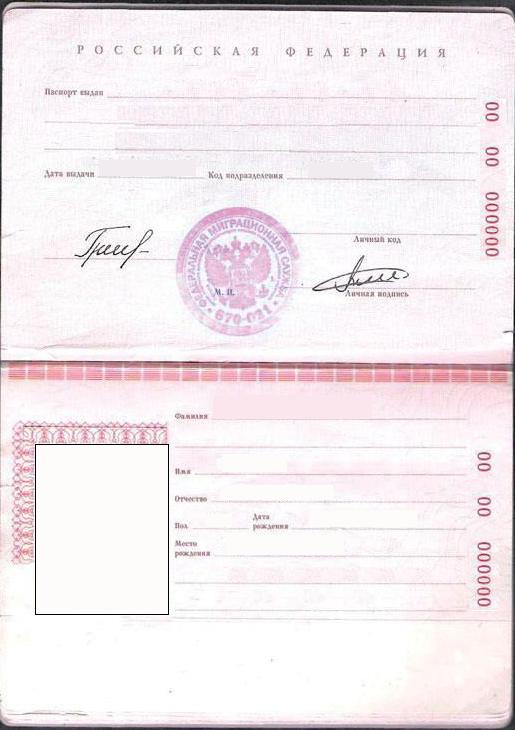 РОССИЙСКАЯ ФЕДЕРАЦИЯ
Паспорт выдан
Дата выдачи Код подразделения
Личный код
ФЕДЕРАЛЬНАЯ МИГРАЦИОННАЯ СЛУЖБА
М. П.
670-021
Личная подпись
00 00 000000
Фамилия
Имя
Отчество
Пол Дата рождения
Место
рождения
00 00 000000